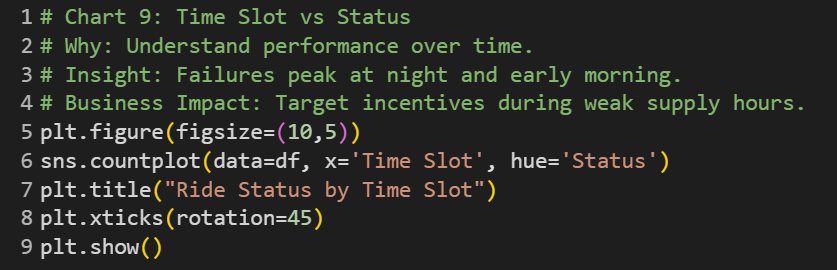 1 # Chart 9: Time Slot vs Status
2 # Why: Understand performance over time.
3 # Insight: Failures peak at night and early morning.
4 # Business Impact: Target incentives during weak supply hours.
5 plt.figure(figsize=(10,5))
6 sns.countplot(data=df, x='Time Slot', hue='Status')
7 plt.title("Ride Status by Time Slot")
8 plt.xticks(rotation=45)
9 plt.show()